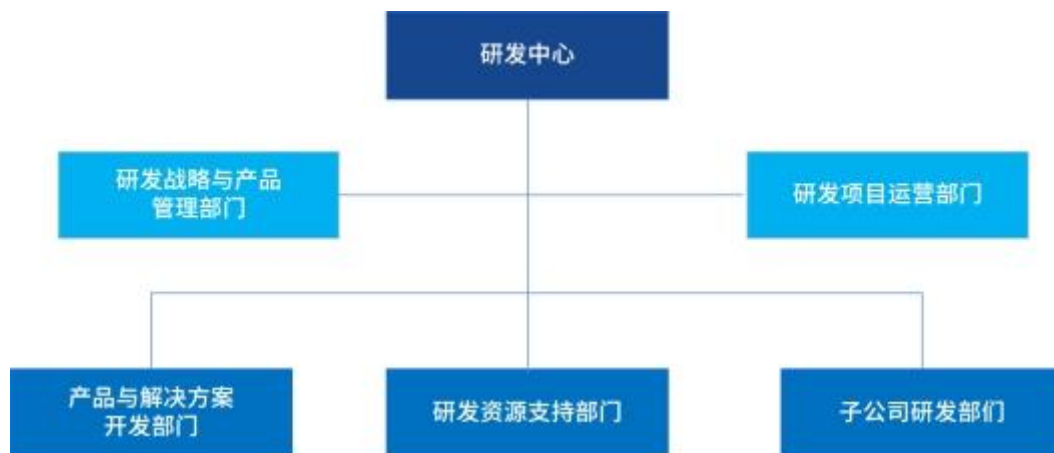 研发中心
研发战略与产品
管理部门
研发项目运营部门
产品与解决方案
开发部门
研发资源支持部门
子公司研发部们